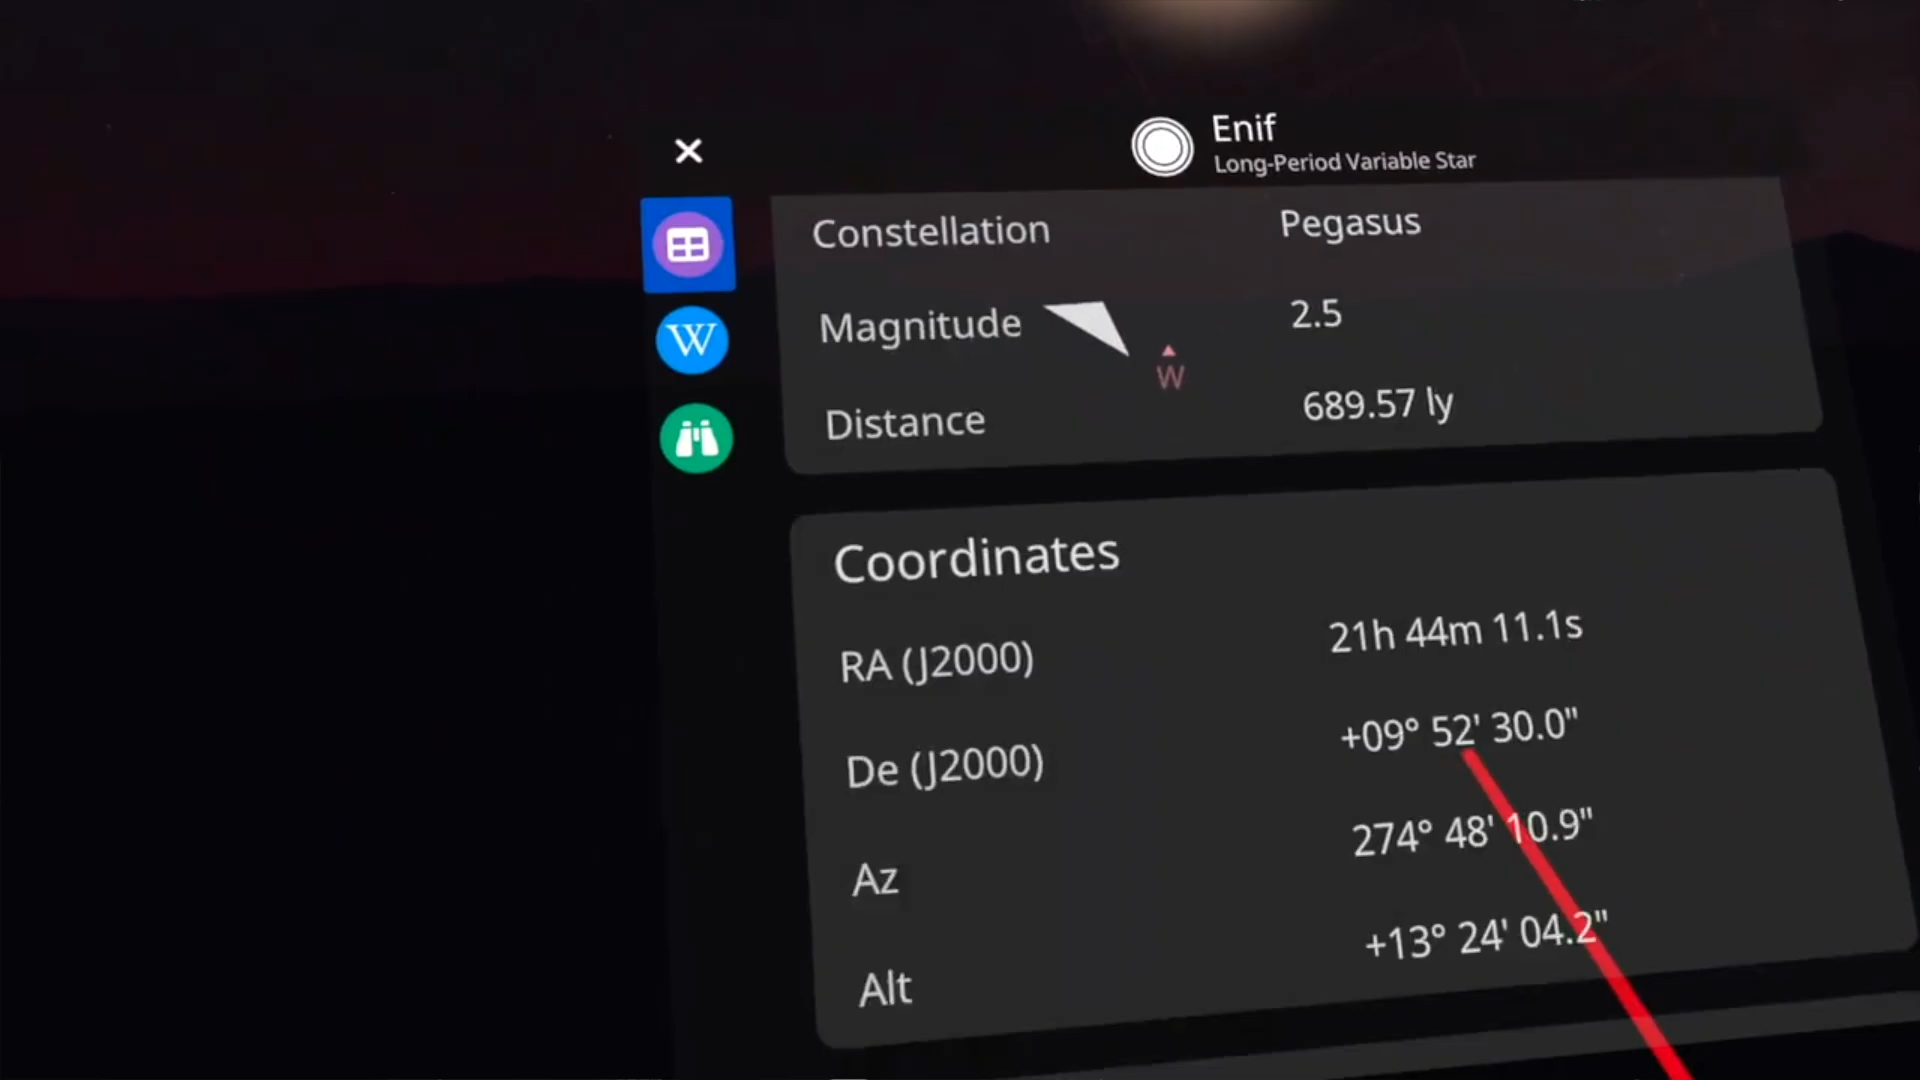 Enif
Long-Period Variable Star
Constellation Pegasus
Magnitude 2.5
W
Distance 689.57 ly
W
Coordinates
RA (J2000) 21h 44m 11.1s
De (J2000) +09° 52' 30.0"
Az 274° 48' 10.9"
Alt +13° 24' 04.2"